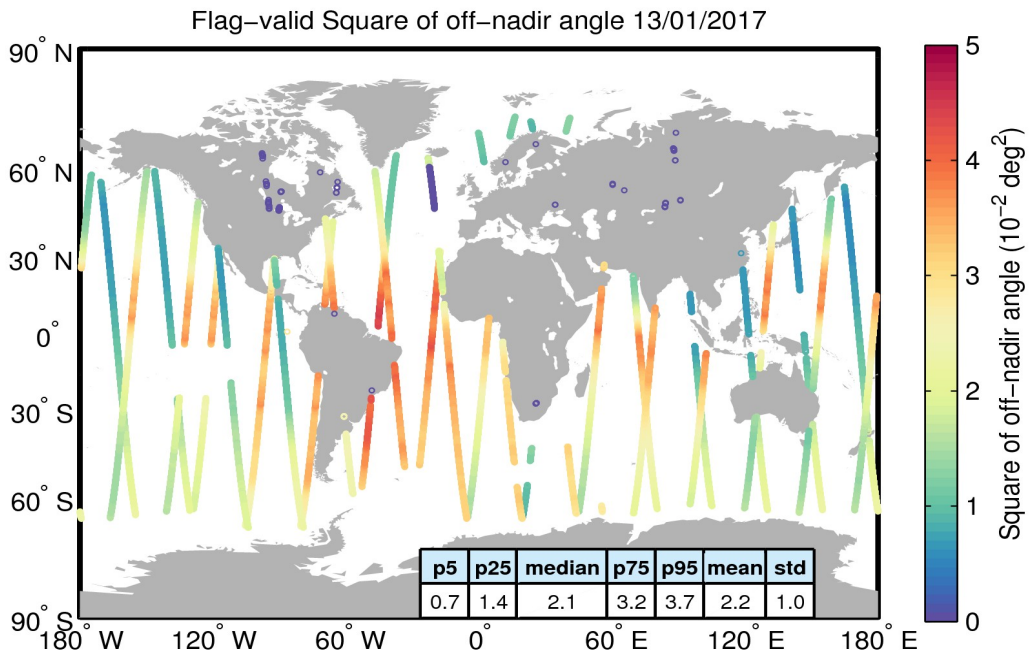 Flag−valid Square of off−nadir angle 13/01/2017
90° N
60° N
30° N
0°
30° S
60° S
90° S
180° W
120° W
60° W
0°
60° E
120° E
180° E
p5 p25 median p75 p95 mean std
0.7 1.4 2.1 3.2 3.7 2.2 1.0
5
4
3
2
1
0
Square of off−nadir angle (10⁻² deg²)